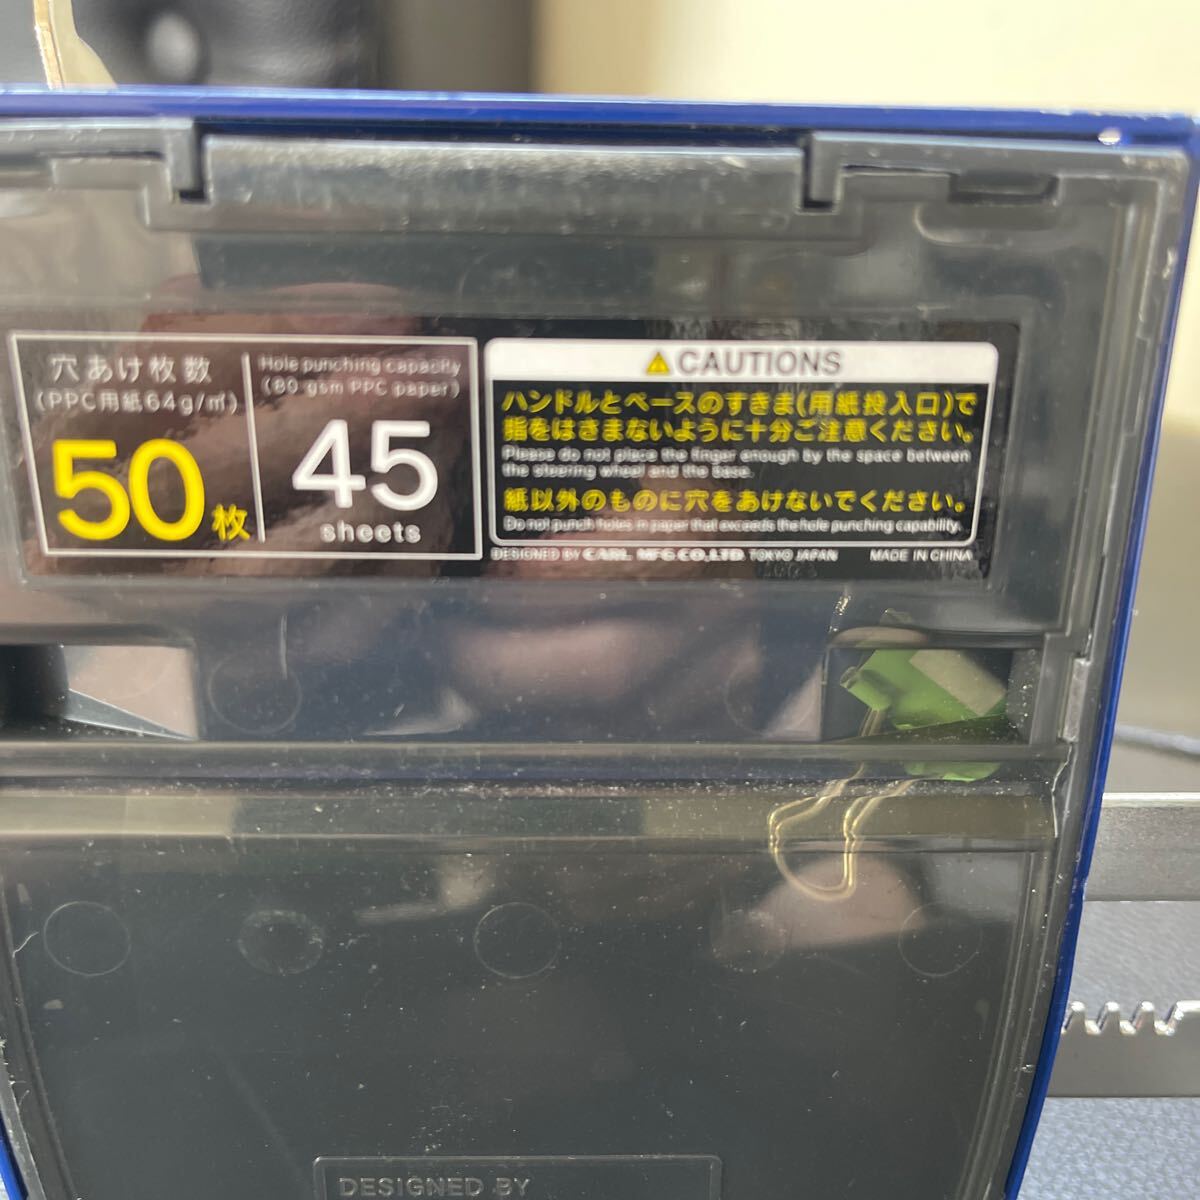 穴あけ枚数
(PPC用紙64g/㎡)
50枚
Hole punching capacity
(80 gsm PPC paper)
45
sheets
⚠CAUTIONS
ハンドルとベースのすきま(用紙投入口)で
指をはさまないように十分ご注意ください。
Please do not place the finger enough by the space between
the steering wheel and the base.
紙以外のものに穴をあけないでください。
Do not punch holes in paper that exceeds the hole punching capability.
DESIGNED BY CARL MFG.CO.,LTD. TOKYO JAPAN MADE IN CHINA
DESIGNED BY